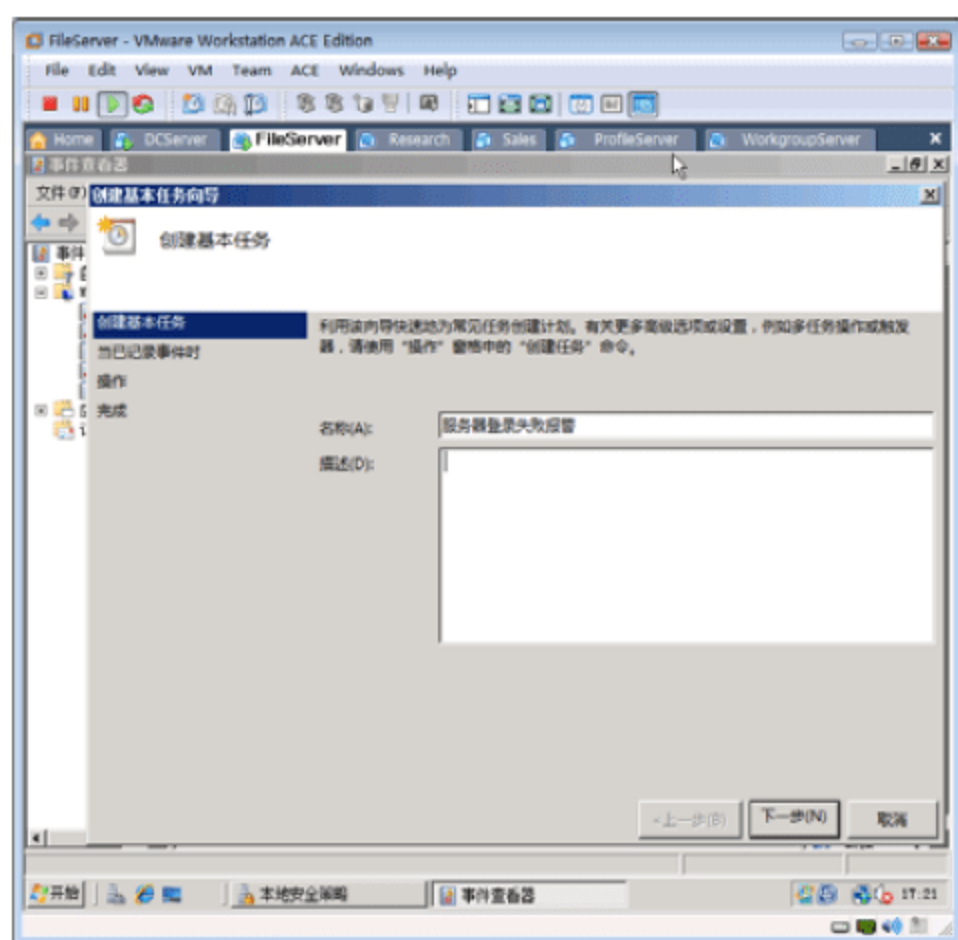 FileServer - VMware Workstation ACE Edition
File Edit View VM Team ACE Windows Help
Home DCServer FileServer Research Sales ProfileServer WorkgroupServer
事件查看器
文件(F) 创建基本任务向导
创建基本任务
事件
创建基本任务
当已记录事件时
操作
完成
利用该向导快速地为常见任务创建计划。有关更多高级选项或设置，例如多任务操作或触发
器，请使用“操作”窗格中的“创建任务”命令。
名称(A): 服务器登录失败报警
描述(D):
<上一步(B) 下一步(N) 取消
开始 本地安全策略 事件查看器 17:21